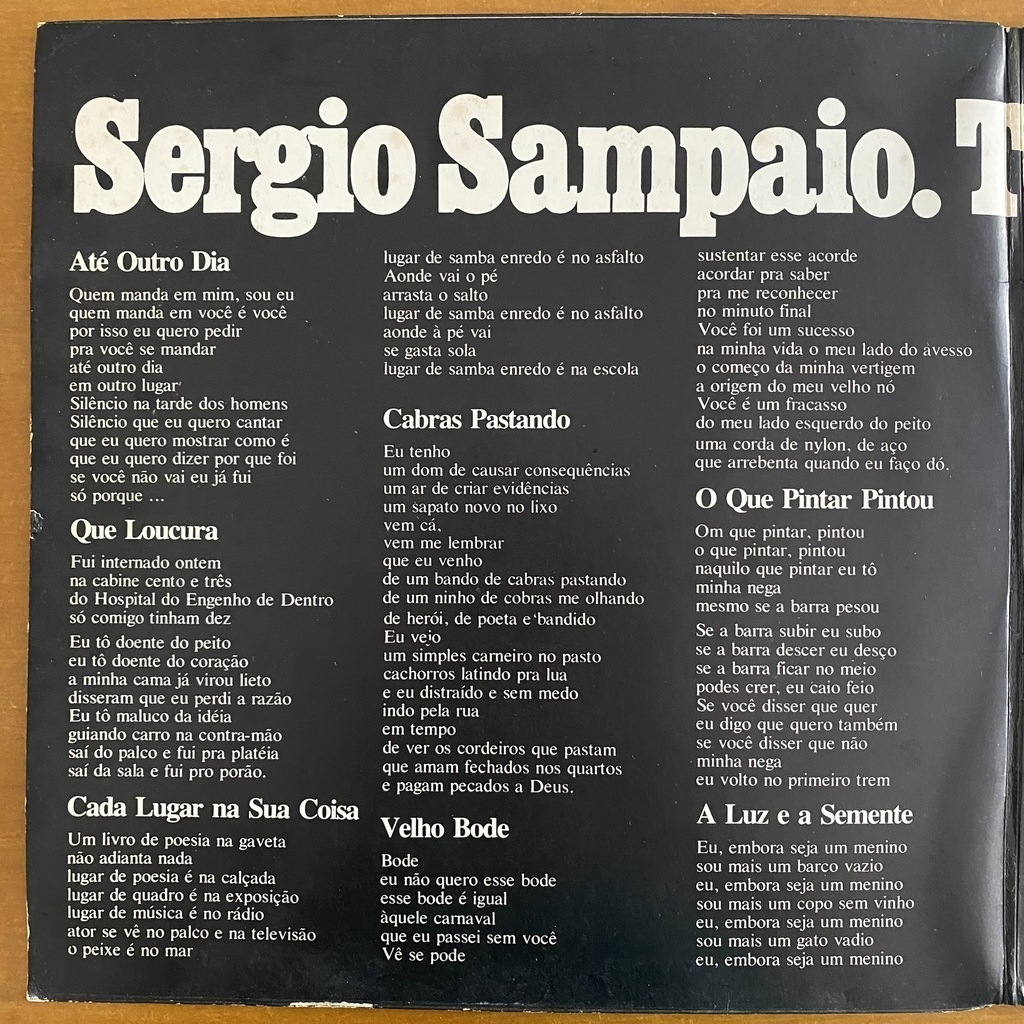 Sergio Sampaio. T
Até Outro Dia
Quem manda em mim, sou eu
quem manda em você é você
por isso eu quero pedir
pra você se mandar
até outro dia
em outro lugar
Silêncio na tarde dos homens
Silêncio que eu quero cantar
que eu quero mostrar como é
que eu quero dizer por que foi
se você não vai eu já fui
só porque ...
Que Loucura
Fui internado ontem
na cabine cento e três
do Hospital do Engenho de Dentro
só comigo tinham dez
Eu tô doente do peito
eu tô doente do coração
a minha cama já virou lieto
disseram que eu perdi a razão
Eu tô maluco da idéia
guiando carro na contra-mão
saí do palco e fui pra platéia
saí da sala e fui pro porão.
Cada Lugar na Sua Coisa
Um livro de poesia na gaveta
não adianta nada
lugar de poesia é na calçada
lugar de quadro é na exposição
lugar de música é no rádio
ator se vê no palco e na televisão
o peixe é no mar
lugar de samba enredo é no asfalto
Aonde vai o pé
arrasta o salto
lugar de samba enredo é no asfalto
aonde à pé vai
se gasta sola
lugar de samba enredo é na escola
Cabras Pastando
Eu tenho
um dom de causar consequências
um ar de criar evidências
um sapato novo no lixo
vem cá,
vem me lembrar
que eu venho
de um bando de cabras pastando
de um ninho de cobras me olhando
de herói, de poeta e bandido
Eu vejo
um simples carneiro no pasto
cachorros latindo pra lua
e eu distraído e sem medo
indo pela rua
em tempo
de ver os cordeiros que pastam
que amam fechados nos quartos
e pagam pecados a Deus.
Velho Bode
Bode
eu não quero esse bode
esse bode é igual
àquele carnaval
que eu passei sem você
Vê se pode
sustentar esse acorde
acordar pra saber
pra me reconhecer
no minuto final
Você foi um sucesso
na minha vida o meu lado do avesso
o começo da minha vertigem
a origem do meu velho nó
Você é um fracasso
do meu lado esquerdo do peito
uma corda de nylon, de aço
que arrebenta quando eu faço dó.
O Que Pintar Pintou
Om que pintar, pintou
o que pintar, pintou
naquilo que pintar eu tô
minha nega
mesmo se a barra pesou
Se a barra subir eu subo
se a barra descer eu desço
se a barra ficar no meio
podes crer, eu caio feio
Se você disser que quer
eu digo que quero também
se você disser que não
minha nega
eu volto no primeiro trem
A Luz e a Semente
Eu, embora seja um menino
sou mais um barco vazio
eu, embora seja um menino
sou mais um copo sem vinho
eu, embora seja um menino
sou mais um gato vadio
eu, embora seja um menino